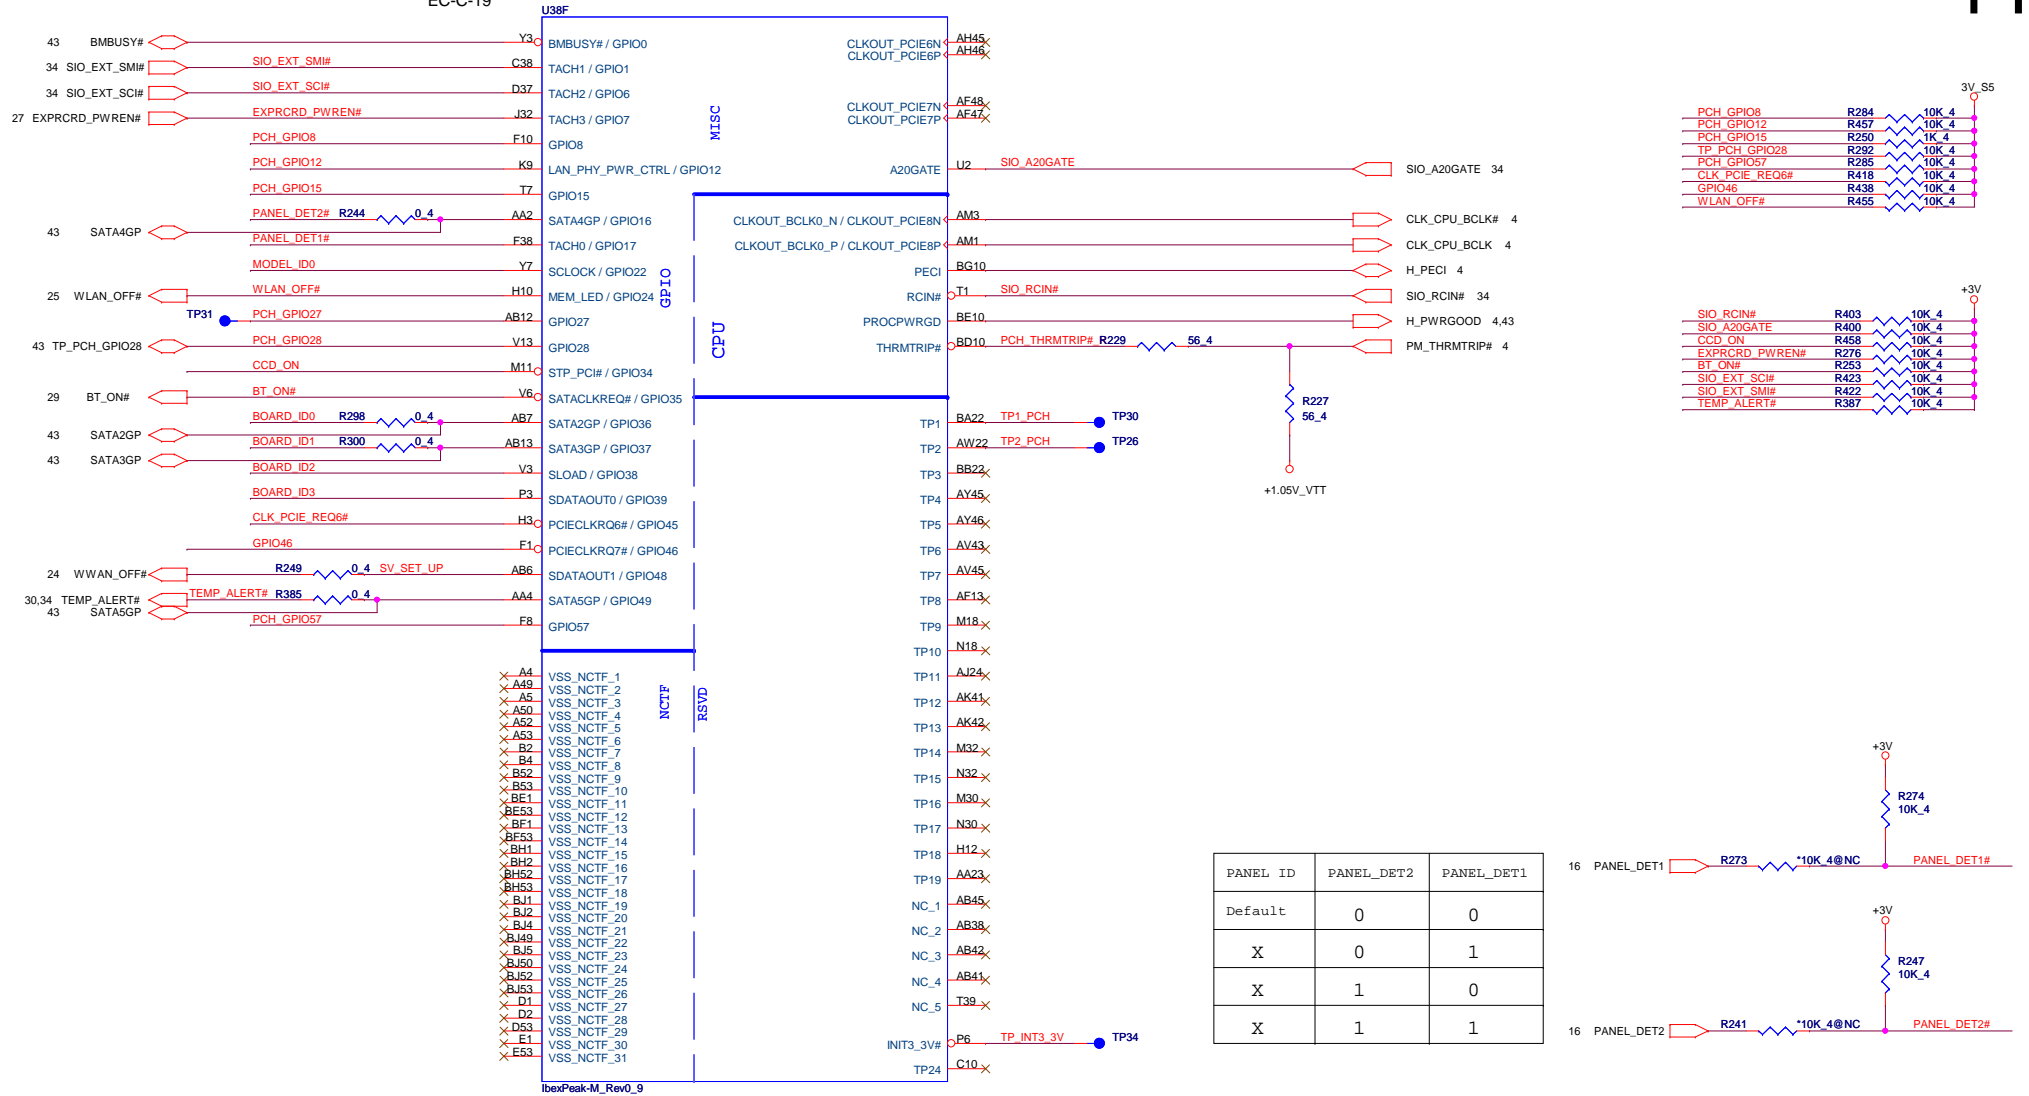 EC-C-19
U38F
43 BMBUSY# Y3 BMBUSY# / GPIO0
34 SIO_EXT_SMI# SIO_EXT_SMI# C38 TACH1 / GPIO1
34 SIO_EXT_SCI# SIO_EXT_SCI# D37 TACH2 / GPIO6
27 EXPRCRD_PWREN# EXPRCRD_PWREN# J32 TACH3 / GPIO7
PCH_GPIO8 F10 GPIO8
PCH_GPIO12 K9 LAN_PHY_PWR_CTRL / GPIO12
PCH_GPIO15 T7 GPIO15
PANEL_DET2# R244 0_4 AA2 SATA4GP / GPIO16
43 SATA4GP
PANEL_DET1# F38 TACH0 / GPIO17
MODEL_ID0 Y7 SCLOCK / GPIO22
25 WLAN_OFF# WLAN_OFF# H10 MEM_LED / GPIO24
TP31 PCH_GPIO27 AB12 GPIO27
43 TP_PCH_GPIO28 PCH_GPIO28 V13 GPIO28
CCD_ON M11 STP_PCI# / GPIO34
29 BT_ON# BT_ON# V6 SATACLKREQ# / GPIO35
BOARD_ID0 R298 0_4 AB7 SATA2GP / GPIO36
43 SATA2GP
BOARD_ID1 R300 0_4 AB13 SATA3GP / GPIO37
43 SATA3GP
BOARD_ID2 V3 SLOAD / GPIO38
BOARD_ID3 P3 SDATAOUT0 / GPIO39
CLK_PCIE_REQ6# H3 PCIECLKRQ6# / GPIO45
GPIO46 F1 PCIECLKRQ7# / GPIO46
24 WWAN_OFF# R249 0_4 SV_SET_UP AB6 SDATAOUT1 / GPIO48
30,34 TEMP_ALERT# TEMP_ALERT# R385 0_4 AA4 SATA5GP / GPIO49
43 SATA5GP
PCH_GPIO57 F8 GPIO57
A4 VSS_NCTF_1
A49 VSS_NCTF_2
A5 VSS_NCTF_3
A50 VSS_NCTF_4
A52 VSS_NCTF_5
A53 VSS_NCTF_6
B2 VSS_NCTF_7
B4 VSS_NCTF_8
B52 VSS_NCTF_9
B53 VSS_NCTF_10
BE1 VSS_NCTF_11
BE53 VSS_NCTF_12
BF1 VSS_NCTF_13
BF53 VSS_NCTF_14
BH1 VSS_NCTF_15
BH2 VSS_NCTF_16
BH52 VSS_NCTF_17
BH53 VSS_NCTF_18
BJ1 VSS_NCTF_19
BJ2 VSS_NCTF_20
BJ4 VSS_NCTF_21
BJ49 VSS_NCTF_22
BJ5 VSS_NCTF_23
BJ50 VSS_NCTF_24
BJ52 VSS_NCTF_25
BJ53 VSS_NCTF_26
D1 VSS_NCTF_27
D2 VSS_NCTF_28
D53 VSS_NCTF_29
E1 VSS_NCTF_30
E53 VSS_NCTF_31
IbexPeak-M_Rev0_9
MISC
GPIO
CPU
NCTF
RSVD
CLKOUT_PCIE6N AH45
CLKOUT_PCIE6P AH46
CLKOUT_PCIE7N AF48
CLKOUT_PCIE7P AF47
A20GATE U2 SIO_A20GATE SIO_A20GATE 34
CLKOUT_BCLK0_N / CLKOUT_PCIE8N AM3 CLK_CPU_BCLK# 4
CLKOUT_BCLK0_P / CLKOUT_PCIE8P AM1 CLK_CPU_BCLK 4
PECI BG10 H_PECI 4
RCIN# T1 SIO_RCIN# SIO_RCIN# 34
PROCPWRGD BE10 H_PWRGOOD 4,43
THRMTRIP# BD10 PCH_THRMTRIP# R229 56_4 PM_THRMTRIP# 4
R227
56_4
+1.05V_VTT
TP1 BA22 TP1_PCH TP30
TP2 AW22 TP2_PCH TP26
TP3 BB22
TP4 AY45
TP5 AY46
TP6 AV43
TP7 AV45
TP8 AF13
TP9 M18
TP10 N18
TP11 AJ24
TP12 AK41
TP13 AK42
TP14 M32
TP15 N32
TP16 M30
TP17 N30
TP18 H12
TP19 AA23
NC_1 AB45
NC_2 AB38
NC_3 AB42
NC_4 AB41
NC_5 T39
INIT3_3V# P6 TP_INT3_3V TP34
TP24 C10
3V_S5
PCH_GPIO8 R284 10K_4
PCH_GPIO12 R457 10K_4
PCH_GPIO15 R250 1K_4
TP_PCH_GPIO28 R292 10K_4
PCH_GPIO57 R285 10K_4
CLK_PCIE_REQ6# R418 10K_4
GPIO46 R438 10K_4
WLAN_OFF# R455 10K_4
+3V
SIO_RCIN# R403 10K_4
SIO_A20GATE R400 10K_4
CCD_ON R458 10K_4
EXPRCRD_PWREN# R276 10K_4
BT_ON# R253 10K_4
SIO_EXT_SCI# R423 10K_4
SIO_EXT_SMI# R422 10K_4
TEMP_ALERT# R387 10K_4
PANEL ID PANEL_DET2 PANEL_DET1
Default 0 0
X 0 1
X 1 0
X 1 1
+3V
R274
10K_4
16 PANEL_DET1 R273 *10K_4@NC PANEL_DET1#
+3V
R247
10K_4
16 PANEL_DET2 R241 *10K_4@NC PANEL_DET2#